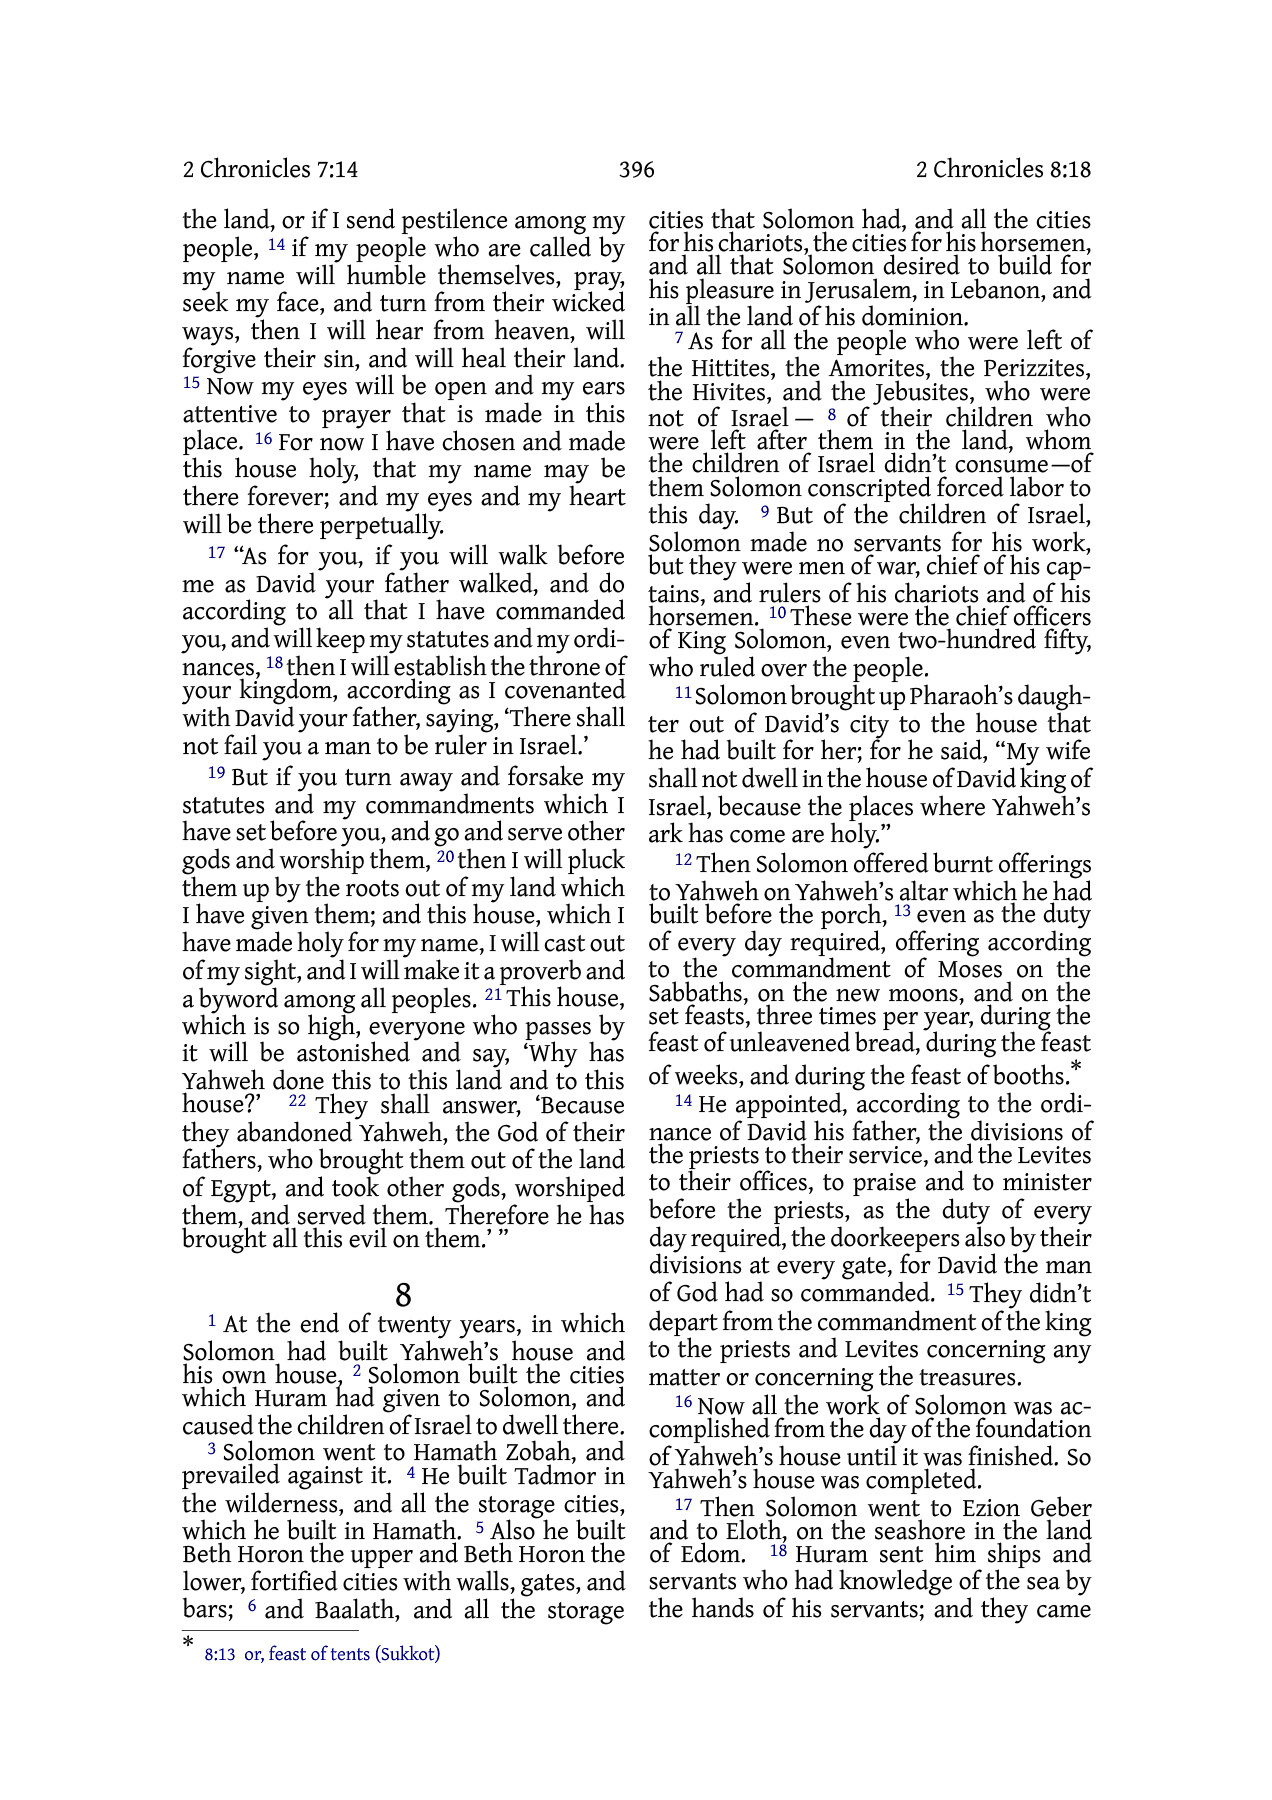 2 Chronicles 7:14
396
2 Chronicles 8:18
the land, or if I send pestilence among my
people, 14 if my people who are called by
my name will humble themselves, pray,
seek my face, and turn from their wicked
ways, then I will hear from heaven, will
forgive their sin, and will heal their land.
15 Now my eyes will be open and my ears
attentive to prayer that is made in this
place. 16 For now I have chosen and made
this house holy, that my name may be
there forever; and my eyes and my heart
will be there perpetually.
17 “As for you, if you will walk before
me as David your father walked, and do
according to all that I have commanded
you, and will keep my statutes and my ordi-
nances, 18 then I will establish the throne of
your kingdom, according as I covenanted
with David your father, saying, ‘There shall
not fail you a man to be ruler in Israel.’
19 But if you turn away and forsake my
statutes and my commandments which I
have set before you, and go and serve other
gods and worship them, 20 then I will pluck
them up by the roots out of my land which
I have given them; and this house, which I
have made holy for my name, I will cast out
of my sight, and I will make it a proverb and
a byword among all peoples. 21 This house,
which is so high, everyone who passes by
it will be astonished and say, ‘Why has
Yahweh done this to this land and to this
house?’ 22 They shall answer, ‘Because
they abandoned Yahweh, the God of their
fathers, who brought them out of the land
of Egypt, and took other gods, worshiped
them, and served them. Therefore he has
brought all this evil on them.’ ”
8
1 At the end of twenty years, in which
Solomon had built Yahweh’s house and
his own house, 2 Solomon built the cities
which Huram had given to Solomon, and
caused the children of Israel to dwell there.
3 Solomon went to Hamath Zobah, and
prevailed against it. 4 He built Tadmor in
the wilderness, and all the storage cities,
which he built in Hamath. 5 Also he built
Beth Horon the upper and Beth Horon the
lower, fortified cities with walls, gates, and
bars; 6 and Baalath, and all the storage
cities that Solomon had, and all the cities
for his chariots, the cities for his horsemen,
and all that Solomon desired to build for
his pleasure in Jerusalem, in Lebanon, and
in all the land of his dominion.
7 As for all the people who were left of
the Hittites, the Amorites, the Perizzites,
the Hivites, and the Jebusites, who were
not of Israel— 8 of their children who
were left after them in the land, whom
the children of Israel didn’t consume—of
them Solomon conscripted forced labor to
this day. 9 But of the children of Israel,
Solomon made no servants for his work,
but they were men of war, chief of his cap-
tains, and rulers of his chariots and of his
horsemen. 10 These were the chief officers
of King Solomon, even two-hundred fifty,
who ruled over the people.
11 Solomon brought up Pharaoh’s daugh-
ter out of David’s city to the house that
he had built for her; for he said, “My wife
shall not dwell in the house of David king of
Israel, because the places where Yahweh’s
ark has come are holy.”
12 Then Solomon offered burnt offerings
to Yahweh on Yahweh’s altar which he had
built before the porch, 13 even as the duty
of every day required, offering according
to the commandment of Moses on the
Sabbaths, on the new moons, and on the
set feasts, three times per year, during the
feast of unleavened bread, during the feast
of weeks, and during the feast of booths.*
14 He appointed, according to the ordi-
nance of David his father, the divisions of
the priests to their service, and the Levites
to their offices, to praise and to minister
before the priests, as the duty of every
day required, the doorkeepers also by their
divisions at every gate, for David the man
of God had so commanded. 15 They didn’t
depart from the commandment of the king
to the priests and Levites concerning any
matter or concerning the treasures.
16 Now all the work of Solomon was ac-
complished from the day of the foundation
of Yahweh’s house until it was finished. So
Yahweh’s house was completed.
17 Then Solomon went to Ezion Geber
and to Eloth, on the seashore in the land
of Edom. 18 Huram sent him ships and
servants who had knowledge of the sea by
the hands of his servants; and they came
* 8:13 or, feast of tents (Sukkot)